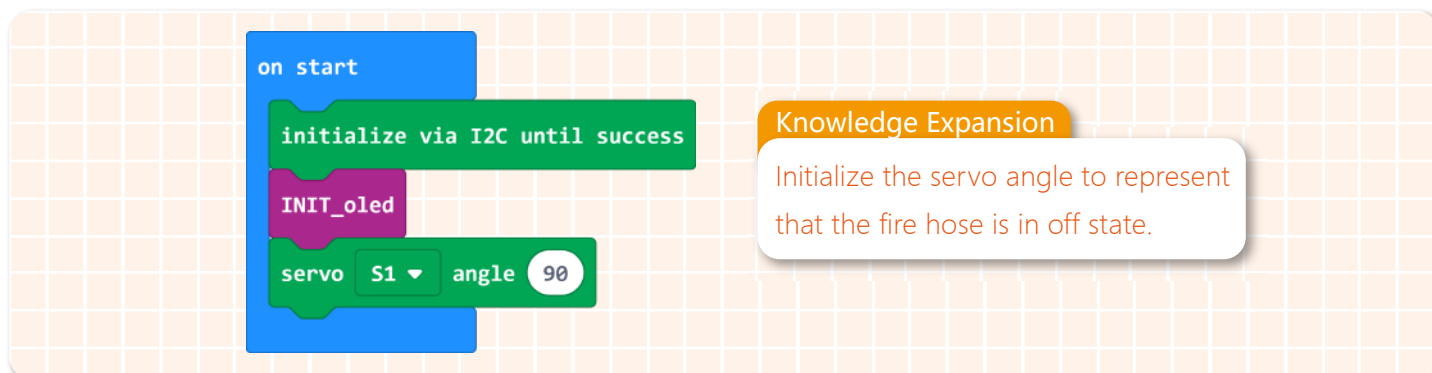 on start
initialize via I2C until success
INIT_oled
servo S1 angle 90
Knowledge Expansion
Initialize the servo angle to represent
that the fire hose is in off state.